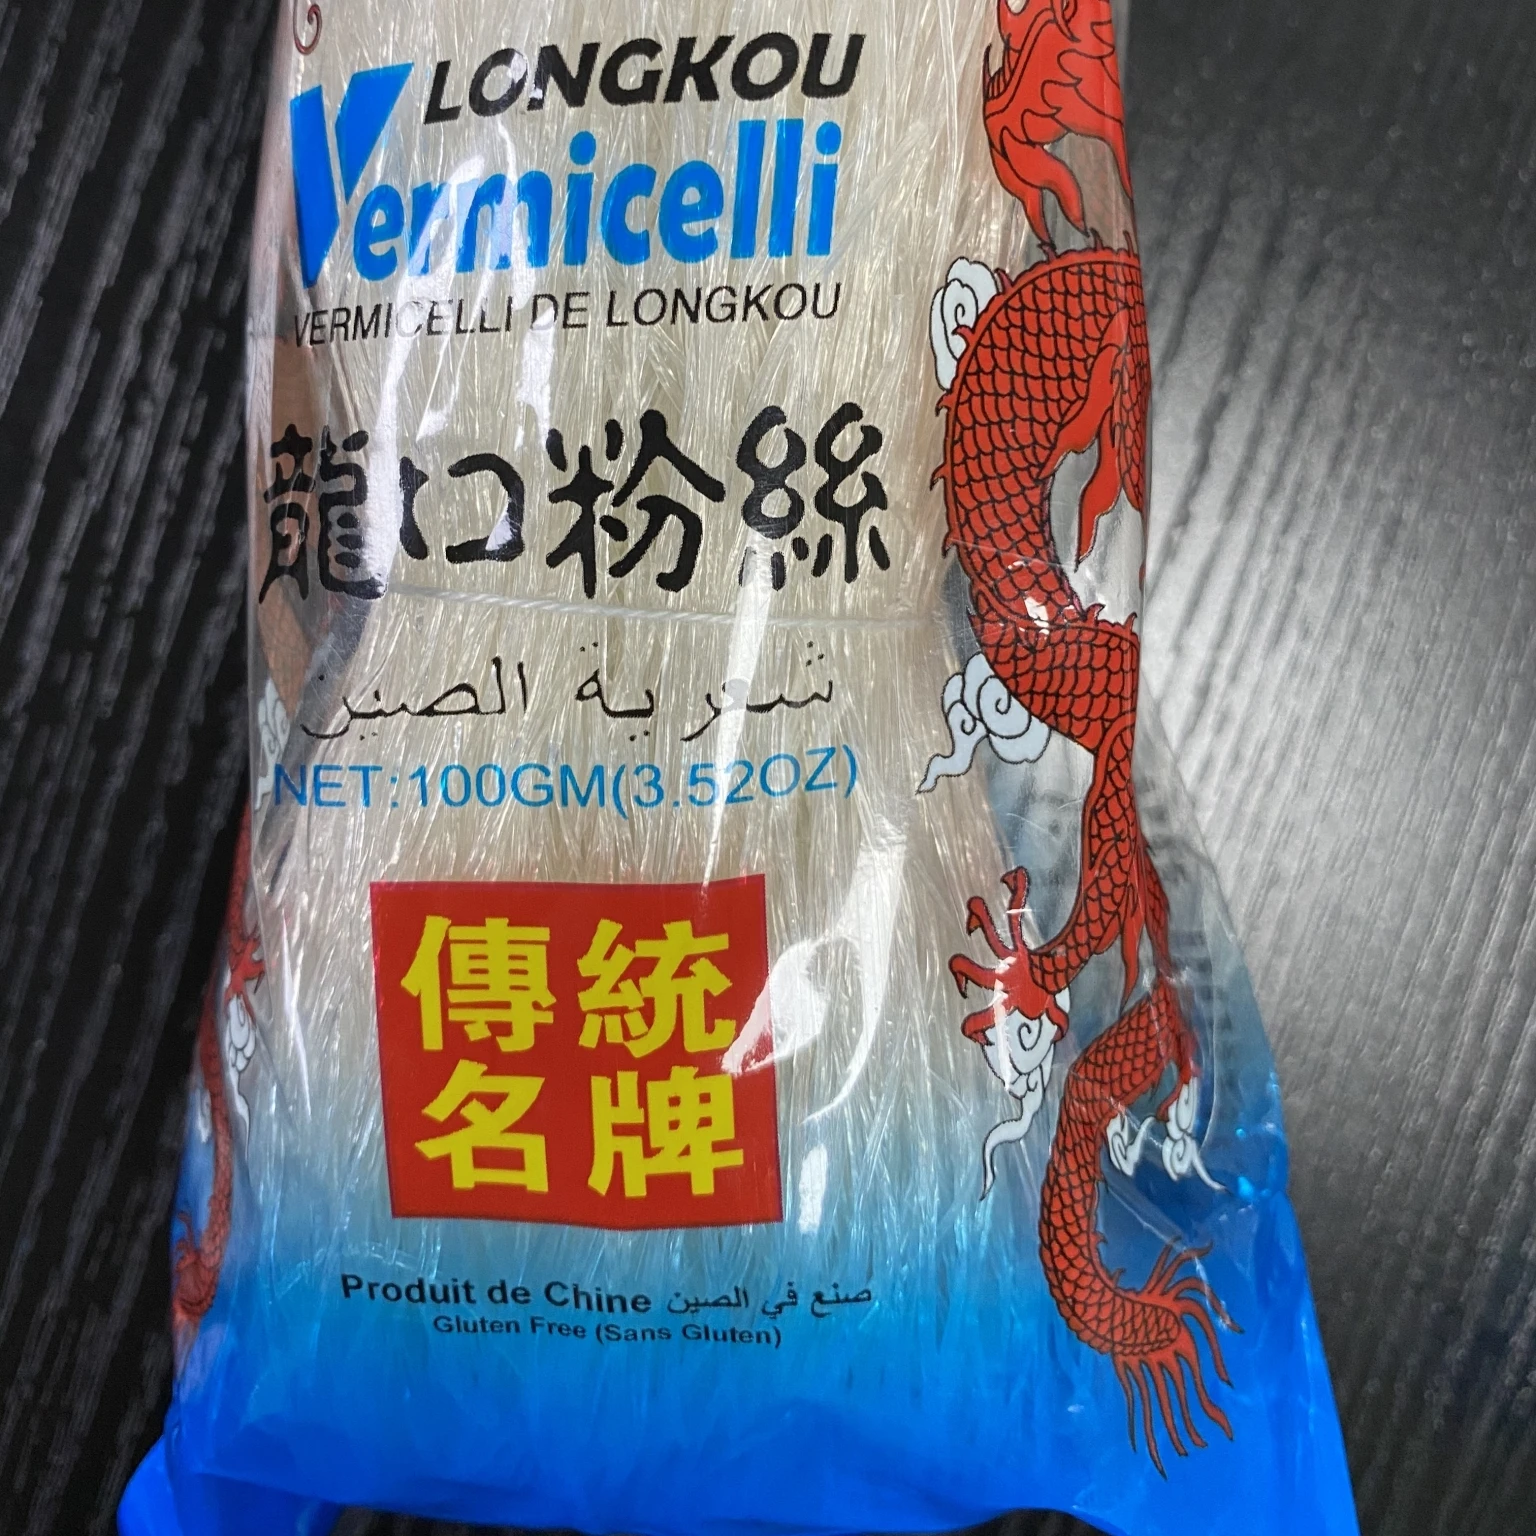 LONGKOU
Vermicelli
VERMICELLI DE LONGKOU
龍口粉絲
شعرية الصين
NET:100GM(3.52OZ)
傳統
名牌
Produit de Chine صنع في الصين
Gluten Free (Sans Gluten)